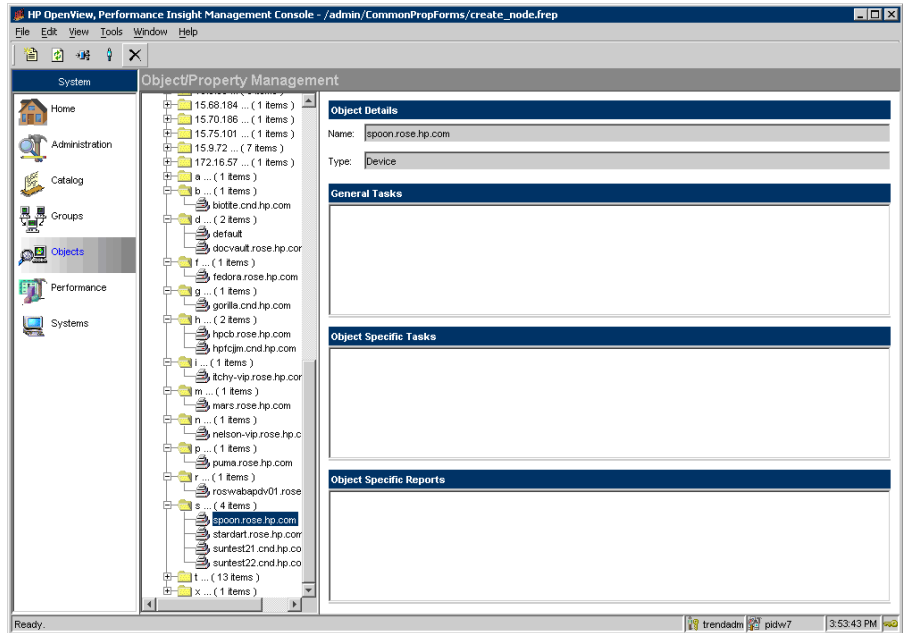 HP OpenView, Performance Insight Management Console - /admin/CommonPropForms/create_node.frep
File Edit View Tools Window Help
System
Object/Property Management
Home
Administration
Catalog
Groups
Objects
Performance
Systems
15.68.184 ... ( 1 items )
15.70.186 ... ( 1 items )
15.75.101 ... ( 1 items )
15.9.72 ... ( 7 items )
172.16.57 ... ( 1 items )
a ... ( 1 items )
b ... ( 1 items )
biotite.cnd.hp.com
d ... ( 2 items )
default
docvault.rose.hp.cor
f ... ( 1 items )
fedora.rose.hp.com
g ... ( 1 items )
gorilla.cnd.hp.com
h ... ( 2 items )
hpcb.rose.hp.com
hpfcjjm.cnd.hp.com
i ... ( 1 items )
itchy-vip.rose.hp.cor
m ... ( 1 items )
mars.rose.hp.com
n ... ( 1 items )
nelson-vip.rose.hp.c
p ... ( 1 items )
puma.rose.hp.com
r ... ( 1 items )
roswabapdv01.rose
s ... ( 4 items )
spoon.rose.hp.com
stardart.rose.hp.com
suntest21.cnd.hp.co
suntest22.cnd.hp.co
t ... ( 13 items )
x ... ( 1 items )
Object Details
Name: spoon.rose.hp.com
Type: Device
General Tasks
Object Specific Tasks
Object Specific Reports
Ready.
trendadm pidw7 3:53:43 PM